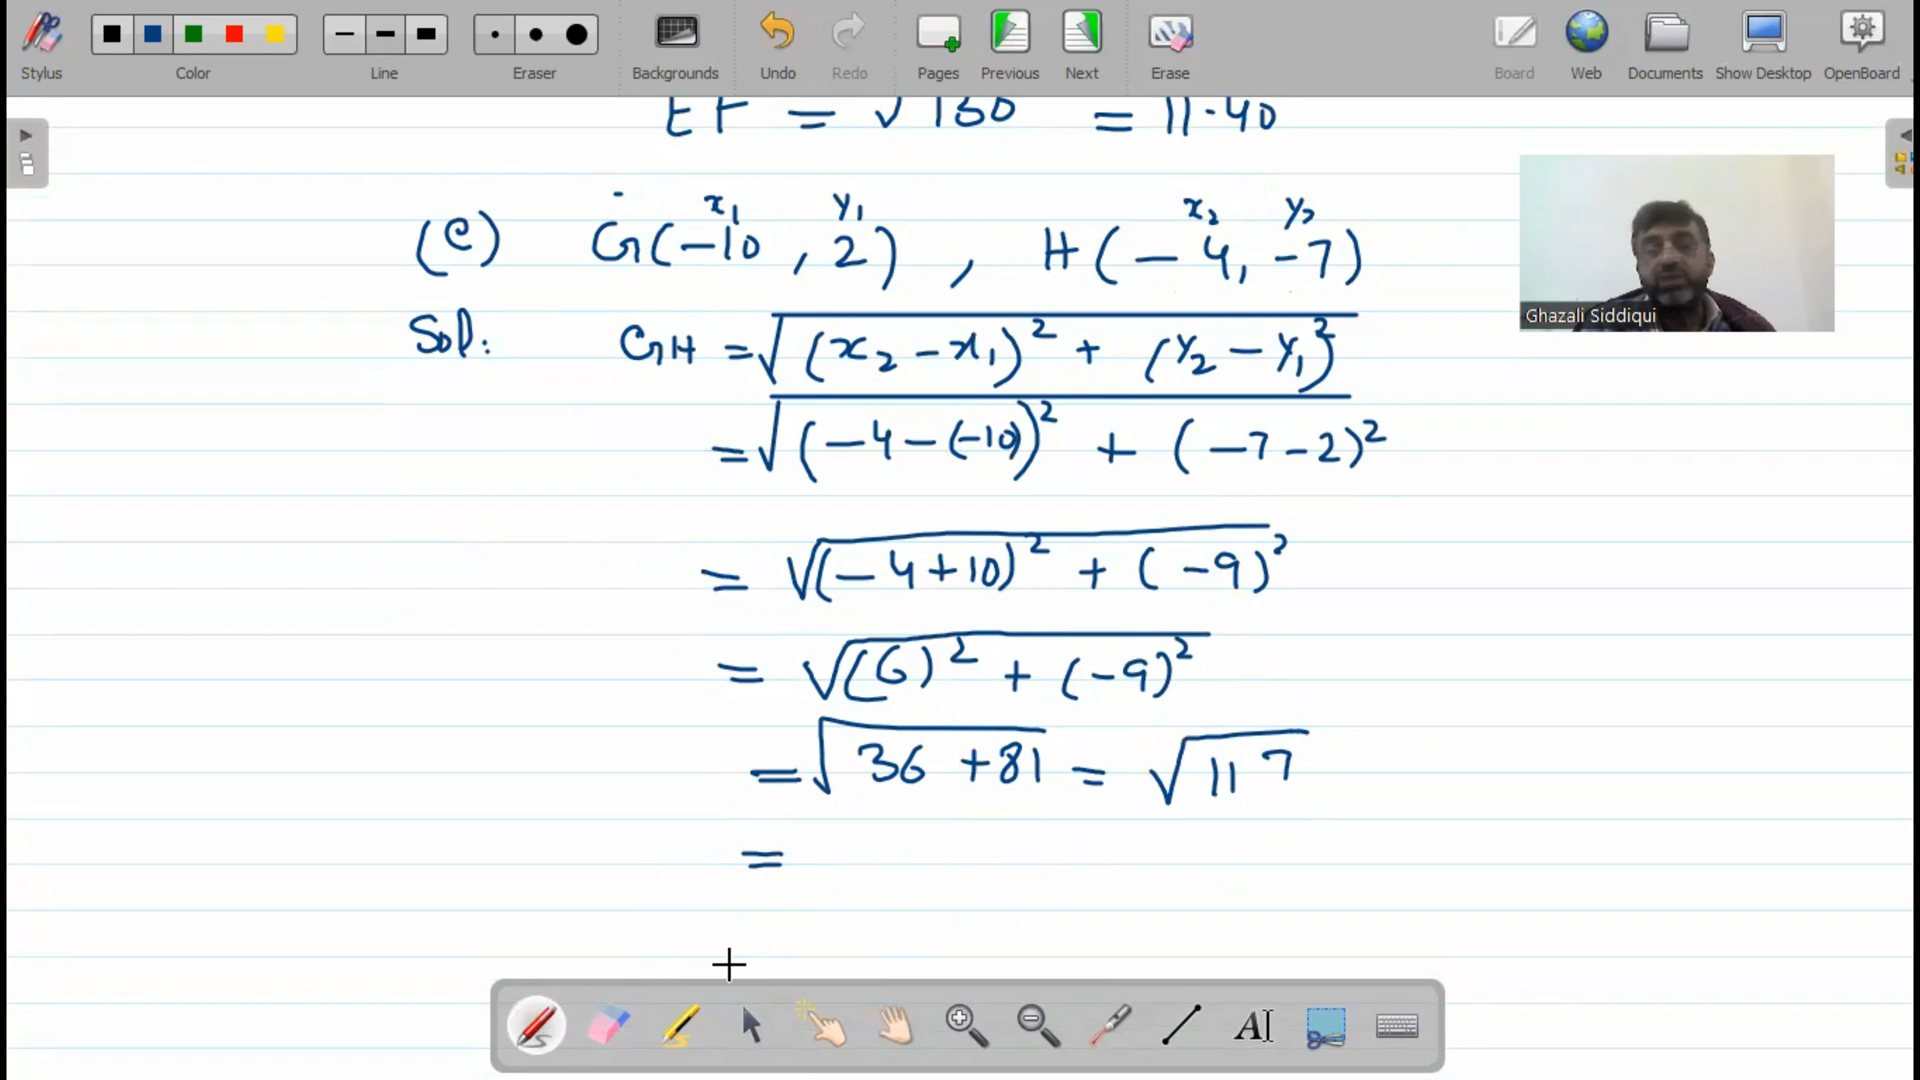 Stylus Color Line Eraser Backgrounds Undo Redo Pages Previous Next Erase Board Web Documents Show Desktop OpenBoard
EF = √130 = 11.40
x₁ y₁ x₂ y₂
(e) G(-10, 2), H(-4, -7)
Ghazali Siddiqui
Sol: GH = √(x₂-x₁)² + (y₂-y₁)²
= √(-4-(-10))² + (-7-2)²
= √(-4+10)² + (-9)²
= √(6)² + (-9)²
= √36+81 = √117
=